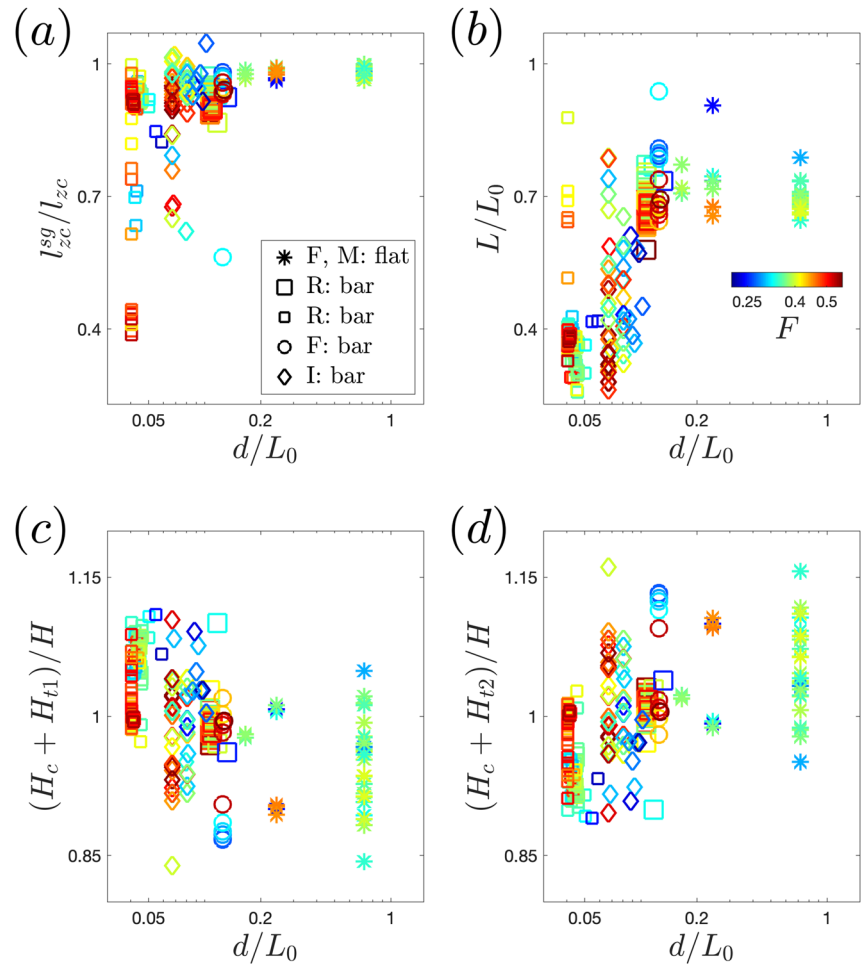 (a)
1
0.7
0.4
l_{zc}^{sg}/l_{zc}
F, M: flat
R: bar
R: bar
F: bar
I: bar
0.05 0.2 1
d/L_0
(b)
1
0.7
0.4
L/L_0
0.25 0.4 0.5
F
0.05 0.2 1
d/L_0
(c)
1.15
1
0.85
(H_c + H_{t1})/H
0.05 0.2 1
d/L_0
(d)
1.15
1
0.85
(H_c + H_{t2})/H
0.05 0.2 1
d/L_0